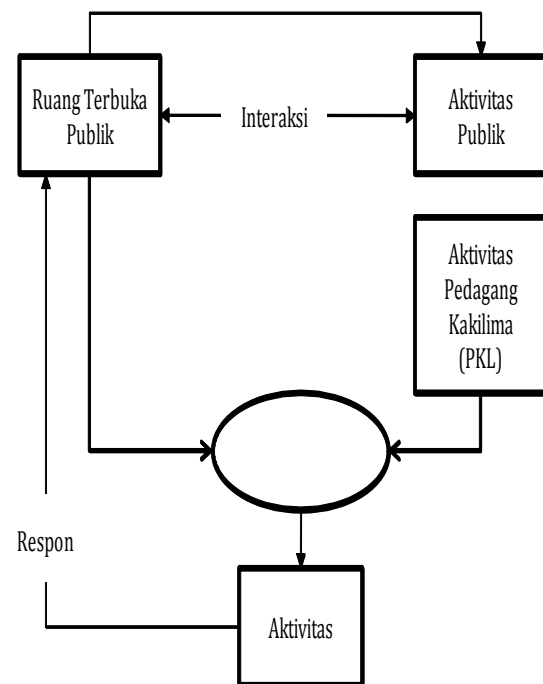 Ruang Terbuka
Publik
Interaksi
Aktivitas
Publik
Aktivitas
Pedagang
Kakilima
(PKL)
Respon
Aktivitas